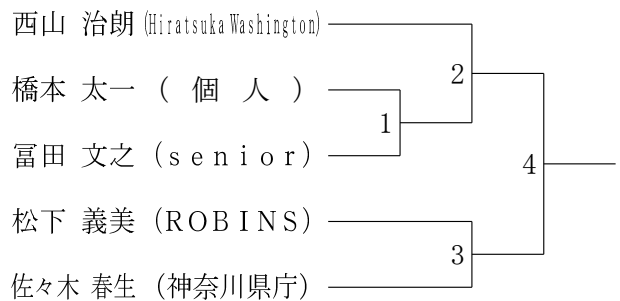 西山 治朗 (Hiratsuka Washington)
橋本 太一 (個人)
冨田 文之 (senior)
松下 義美 (ROBINS)
佐々木 春生 (神奈川県庁)
2
1
4
3